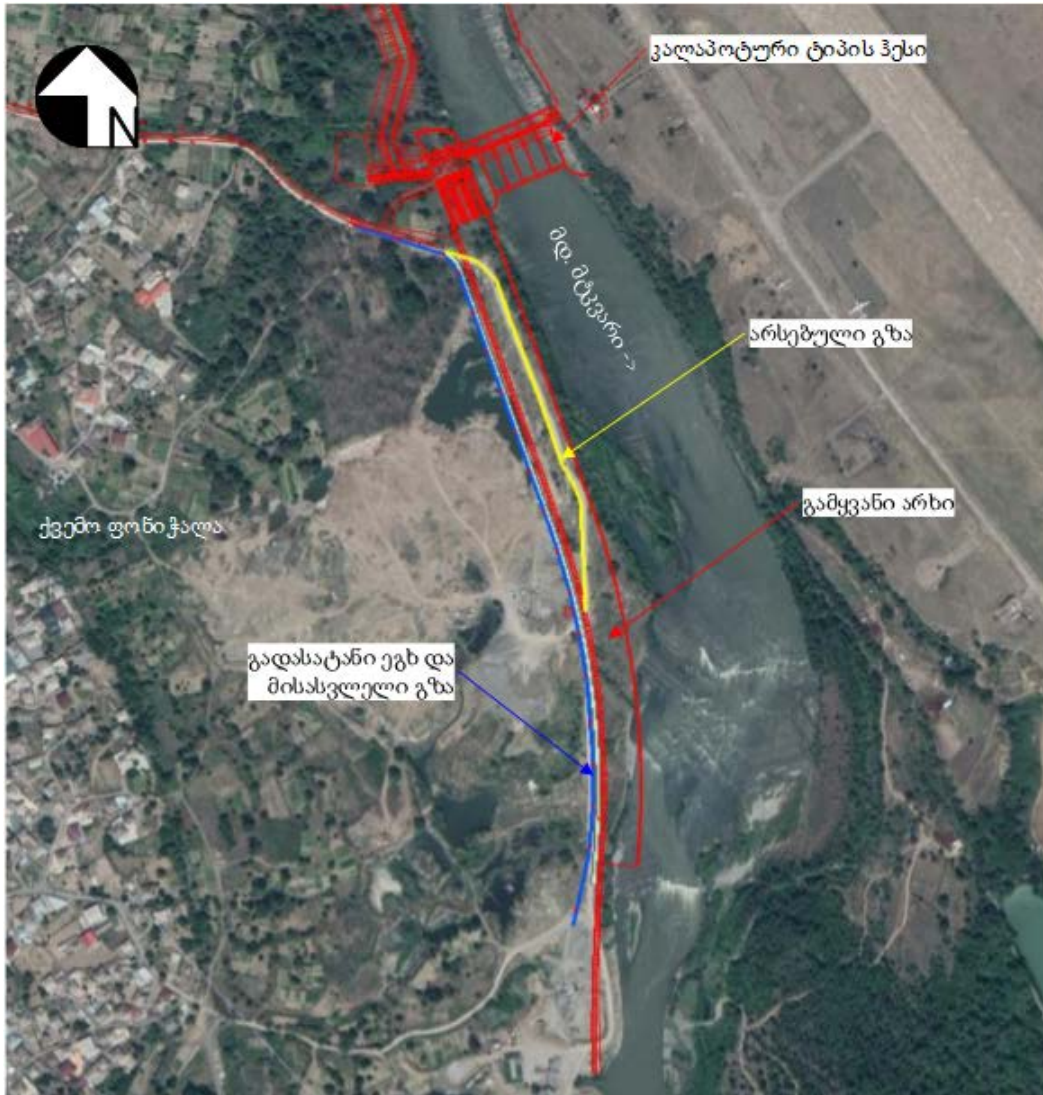 კალაპოტური ტიპის ჰესი
N
მდ. მტკვარი ->
არსებული გზა
გამყვანი არხი
ქვემო ფონიჭალა
გადასატანი ეგხ და
მისასვლელი გზა